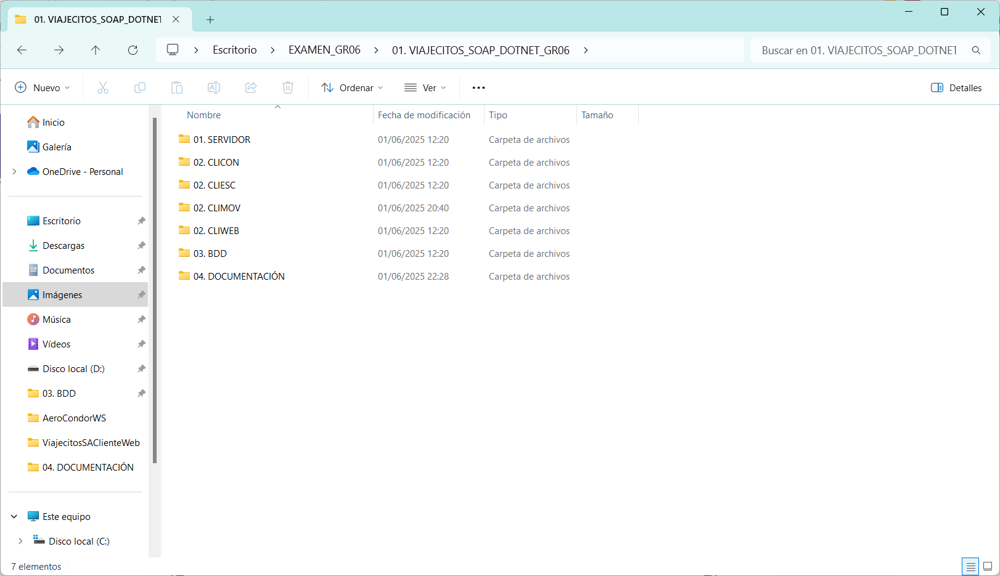 01. VIAJECITOS_SOAP_DOTNET
Escritorio EXAMEN_GR06 01. VIAJECITOS_SOAP_DOTNET_GR06
Buscar en 01. VIAJECITOS_SOAP_DOTNET
Nuevo Ordenar Ver Detalles
Inicio
Galería
OneDrive - Personal
Escritorio
Descargas
Documentos
Imágenes
Música
Vídeos
Disco local (D:)
03. BDD
AeroCondorWS
ViajecitosSAClienteWeb
04. DOCUMENTACIÓN
Este equipo
Disco local (C:)
Nombre Fecha de modificación Tipo Tamaño
01. SERVIDOR 01/06/2025 12:20 Carpeta de archivos
02. CLICON 01/06/2025 12:20 Carpeta de archivos
02. CLIESC 01/06/2025 12:20 Carpeta de archivos
02. CLIMOV 01/06/2025 20:40 Carpeta de archivos
02. CLIWEB 01/06/2025 12:20 Carpeta de archivos
03. BDD 01/06/2025 12:20 Carpeta de archivos
04. DOCUMENTACIÓN 01/06/2025 22:28 Carpeta de archivos
7 elementos